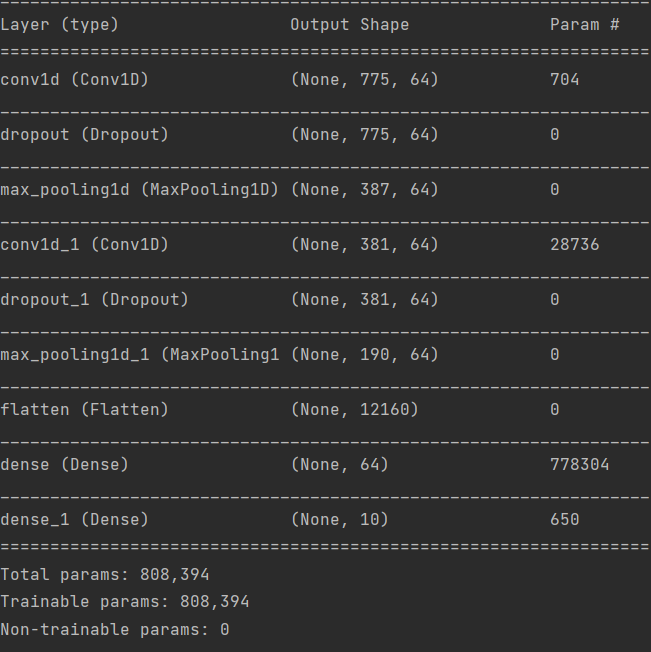 Layer (type)                 Output Shape              Param #
=================================================================
conv1d (Conv1D)              (None, 775, 64)           704
_________________________________________________________________
dropout (Dropout)            (None, 775, 64)           0
_________________________________________________________________
max_pooling1d (MaxPooling1D) (None, 387, 64)           0
_________________________________________________________________
conv1d_1 (Conv1D)            (None, 381, 64)           28736
_________________________________________________________________
dropout_1 (Dropout)          (None, 381, 64)           0
_________________________________________________________________
max_pooling1d_1 (MaxPooling1 (None, 190, 64)           0
_________________________________________________________________
flatten (Flatten)            (None, 12160)             0
_________________________________________________________________
dense (Dense)                (None, 64)                778304
_________________________________________________________________
dense_1 (Dense)              (None, 10)                650
=================================================================
Total params: 808,394
Trainable params: 808,394
Non-trainable params: 0